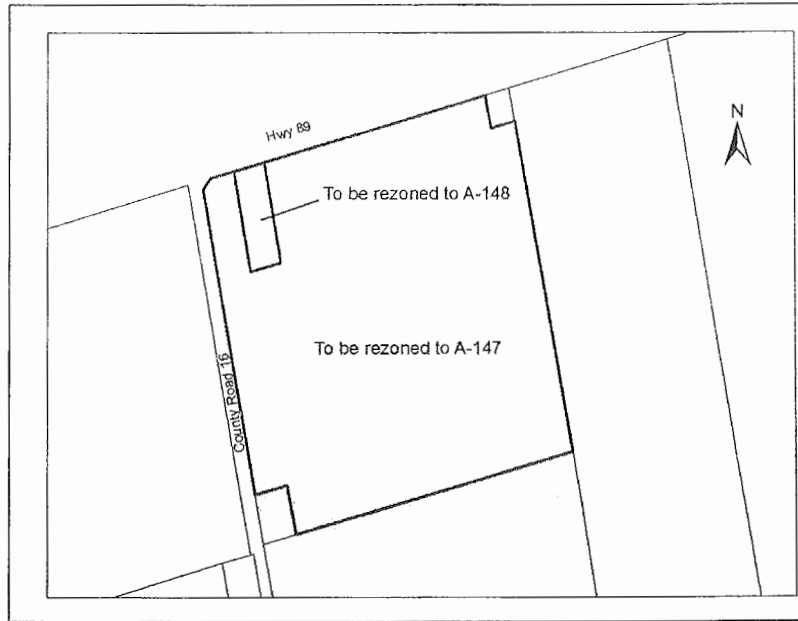 N
Hwy 89
To be rezoned to A-148
To be rezoned to A-147
County Road 16